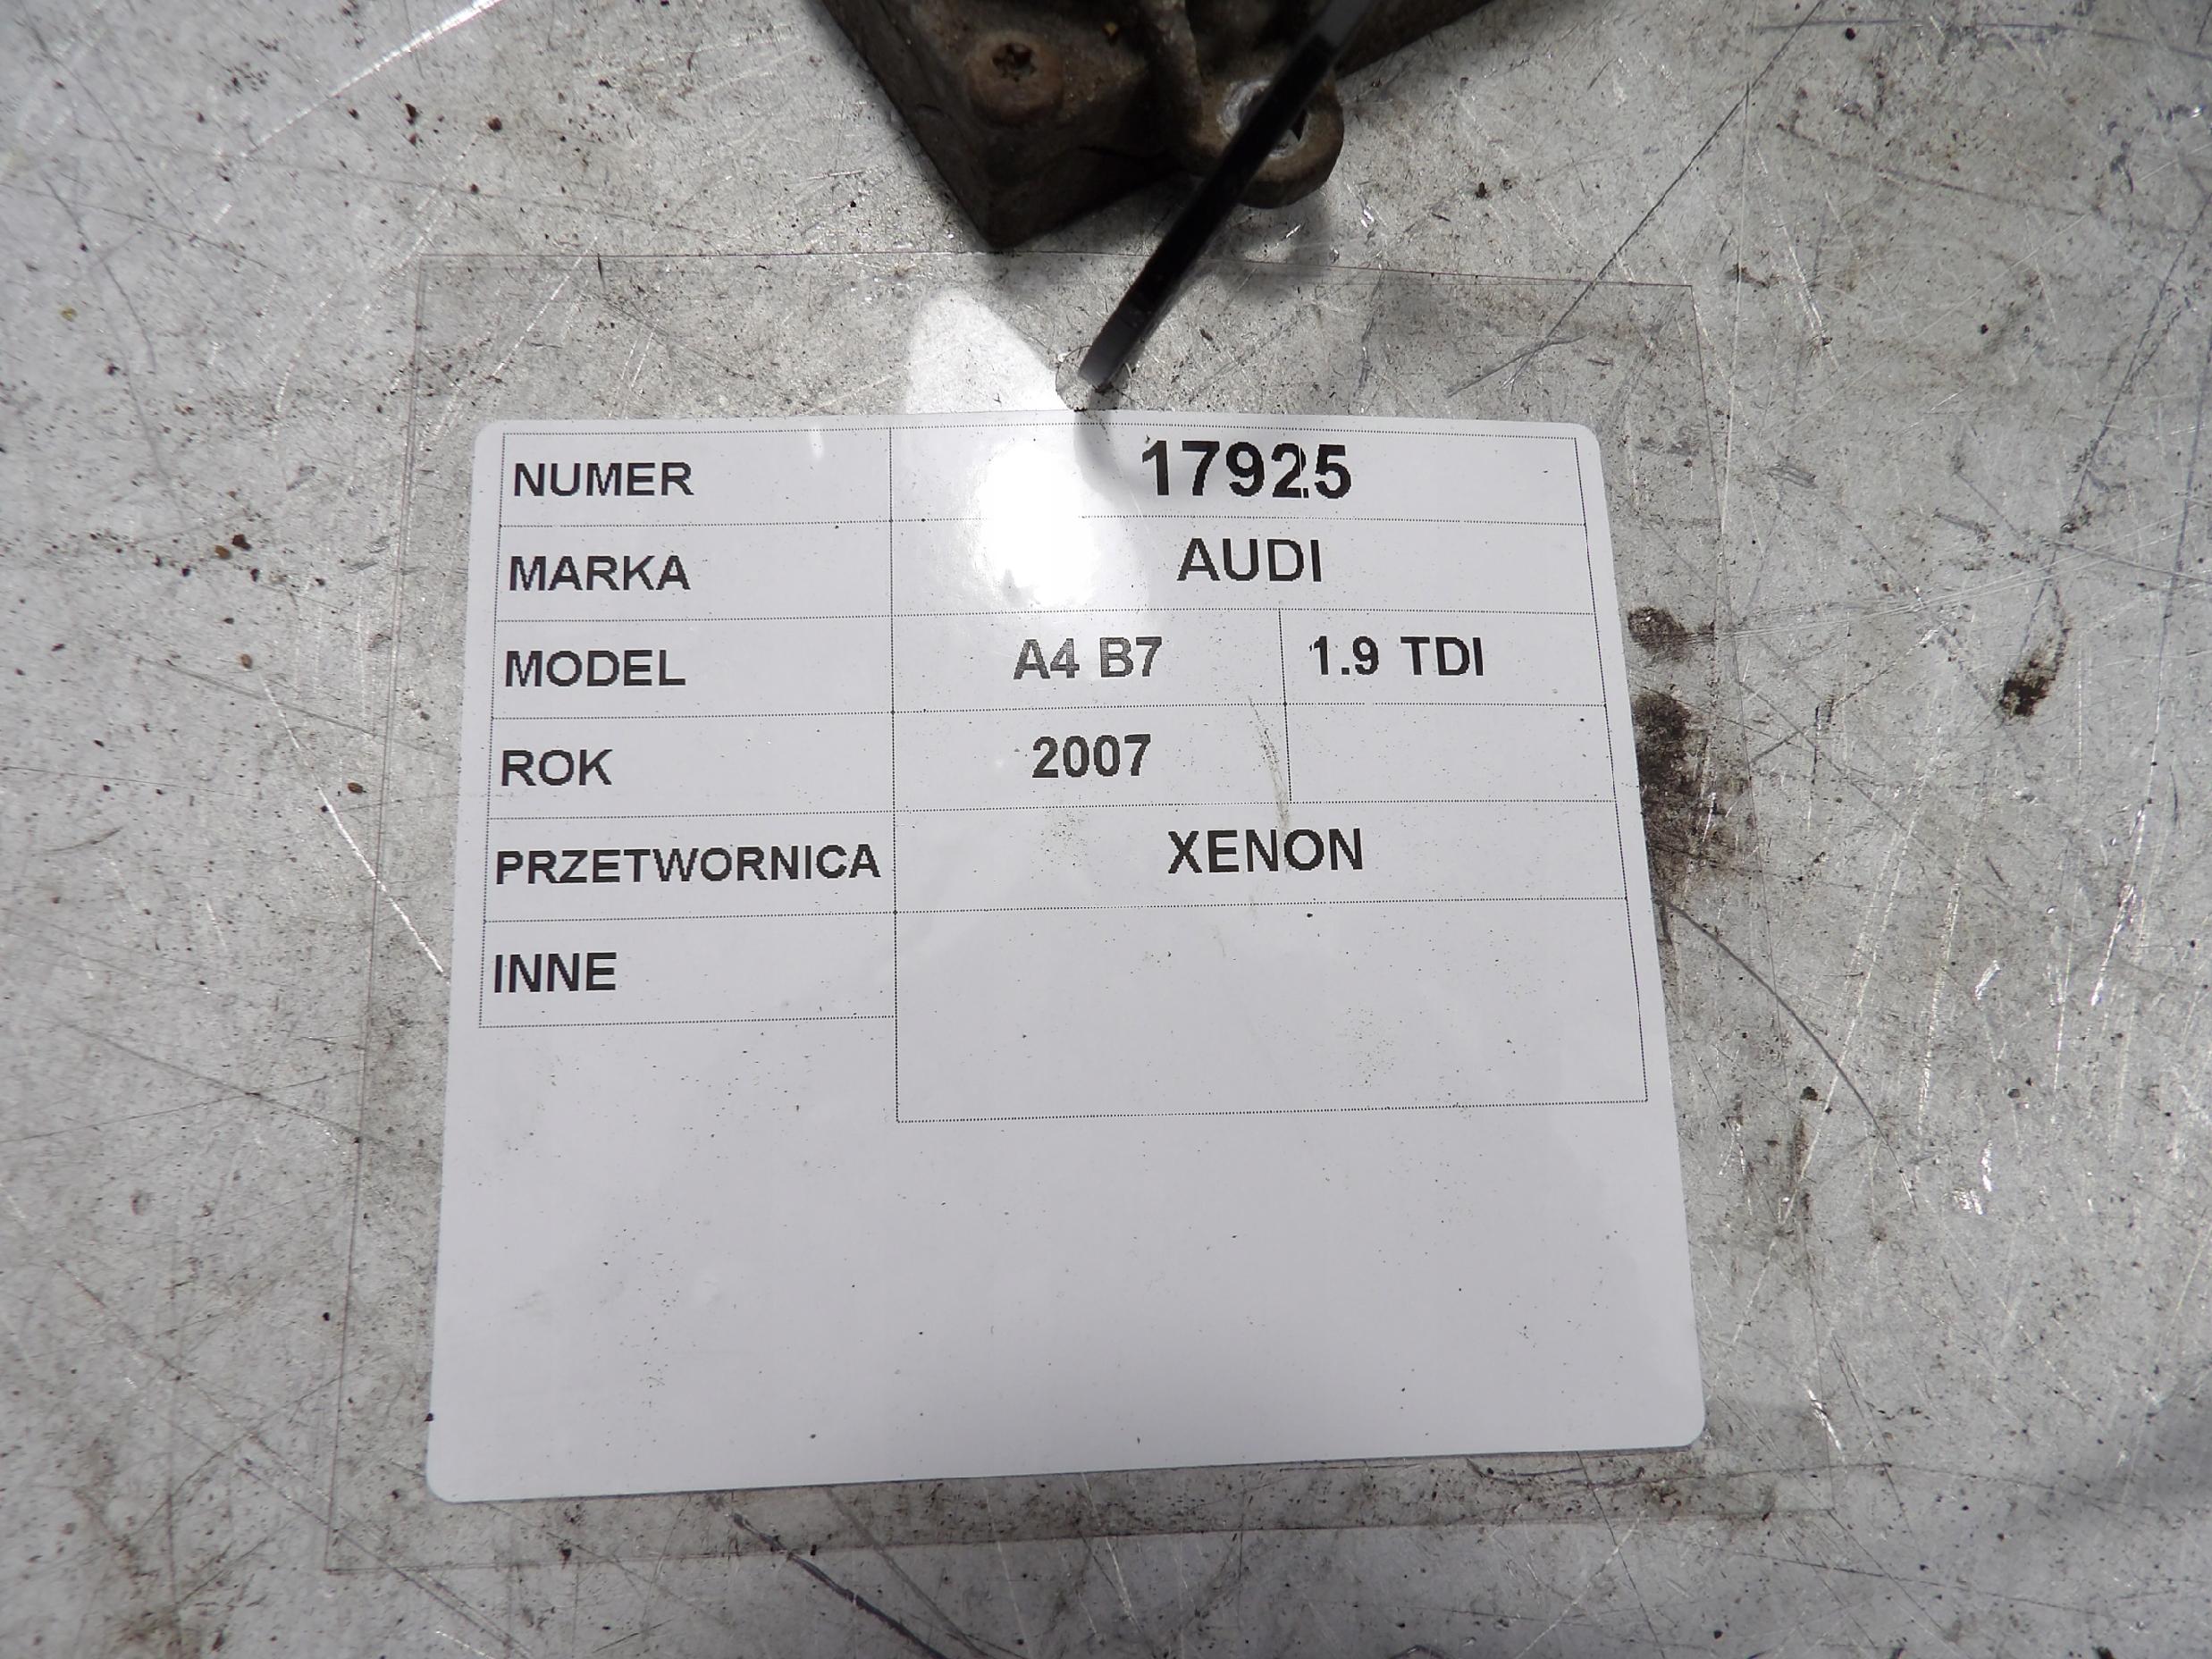 NUMER 17925
MARKA AUDI
MODEL A4 B7 1.9 TDI
ROK 2007
PRZETWORNICA XENON
INNE